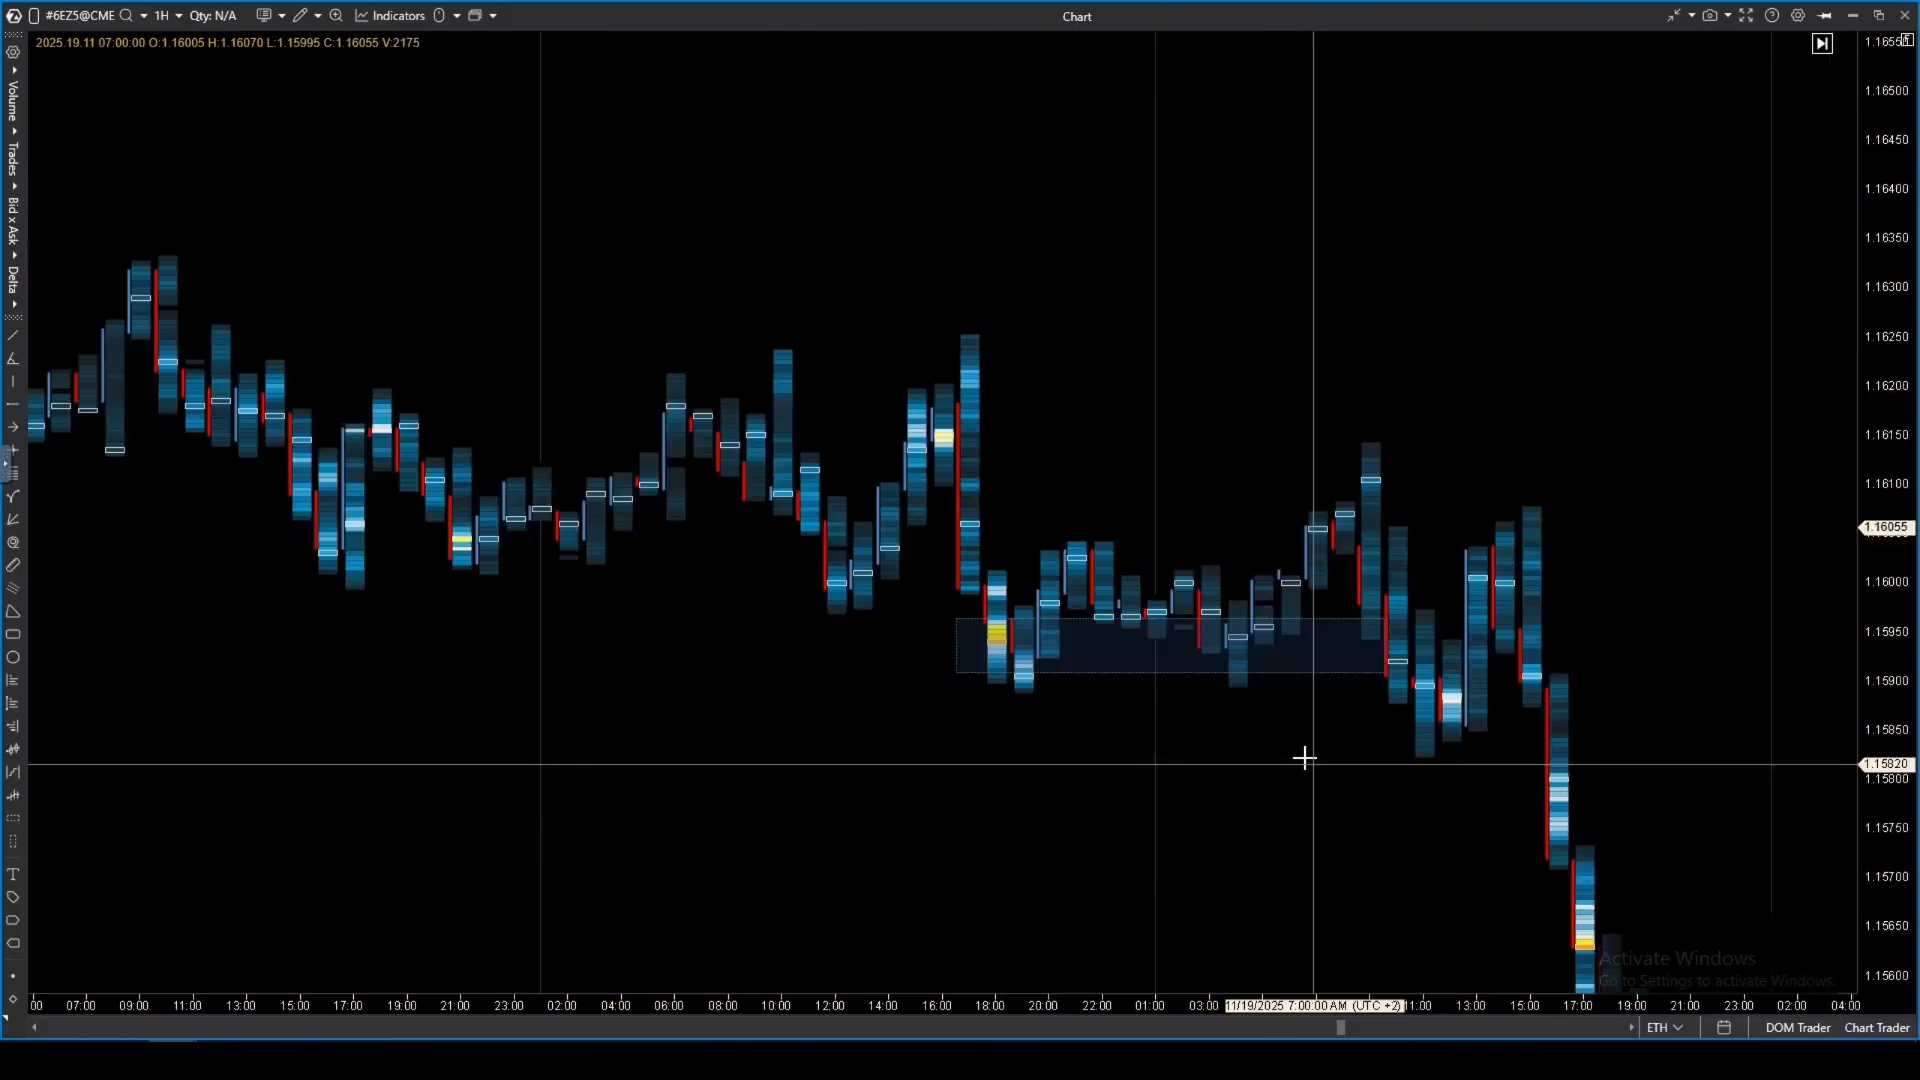 #6EZ5@CME 1H Qty: N/A Indicators Chart
2025.19.11 07:00:00 O:1.16005 H:1.16070 L:1.15995 C:1.16055 V:2175
Volume
Trades
Bid x Ask
Delta
1.16500
1.16450
1.16400
1.16350
1.16300
1.16250
1.16200
1.16150
1.16100
1.16055
1.16000
1.15950
1.15900
1.15850
1.15820
1.15800
1.15750
1.15700
1.15650
1.15600
Activate Windows
Go to Settings to activate Windows.
00 07:00 09:00 11:00 13:00 15:00 17:00 19:00 21:00 23:00 02:00 04:00 06:00 08:00 10:00 12:00 14:00 16:00 18:00 20:00 22:00 01:00 03:00 11/19/2025 7:00:00 AM (UTC +2) 11:00 13:00 15:00 17:00 19:00 21:00 23:00 02:00 04:00
ETH DOM Trader Chart Trader